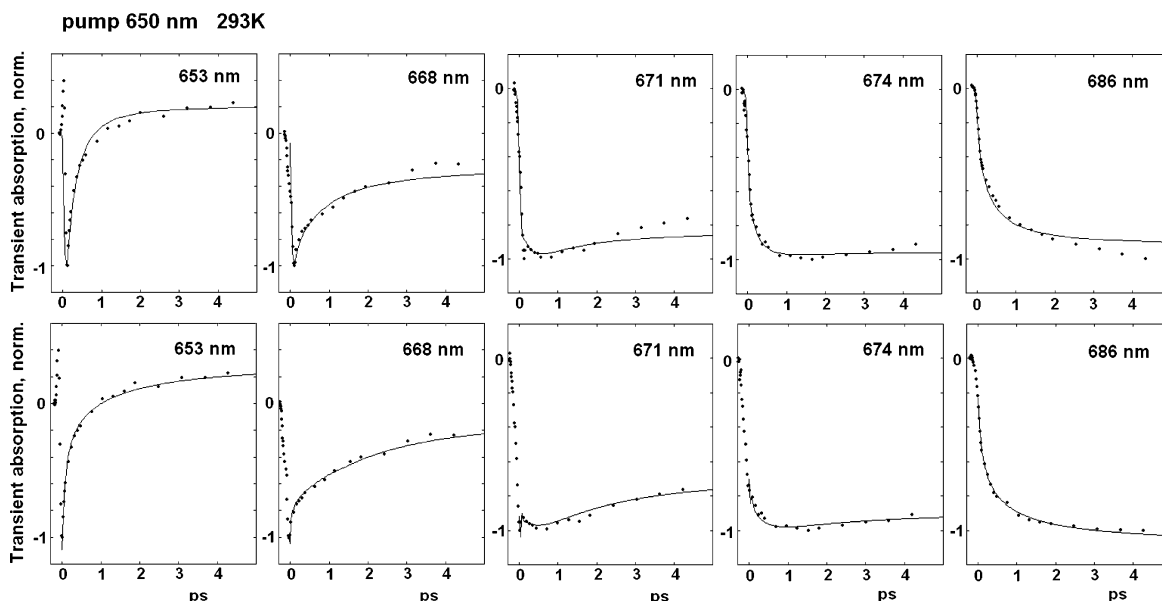 pump 650 nm 293K
Transient absorption, norm.
653 nm
0
-1
0 1 2 3 4
668 nm
0
-1
0 1 2 3 4
671 nm
0
-1
0 1 2 3 4
674 nm
0
-1
0 1 2 3 4
686 nm
0
-1
0 1 2 3 4
Transient absorption, norm.
653 nm
0
-1
0 1 2 3 4
ps
668 nm
0
-1
0 1 2 3 4
ps
671 nm
0
-1
0 1 2 3 4
ps
674 nm
0
-1
0 1 2 3 4
ps
686 nm
0
-1
0 1 2 3 4
ps